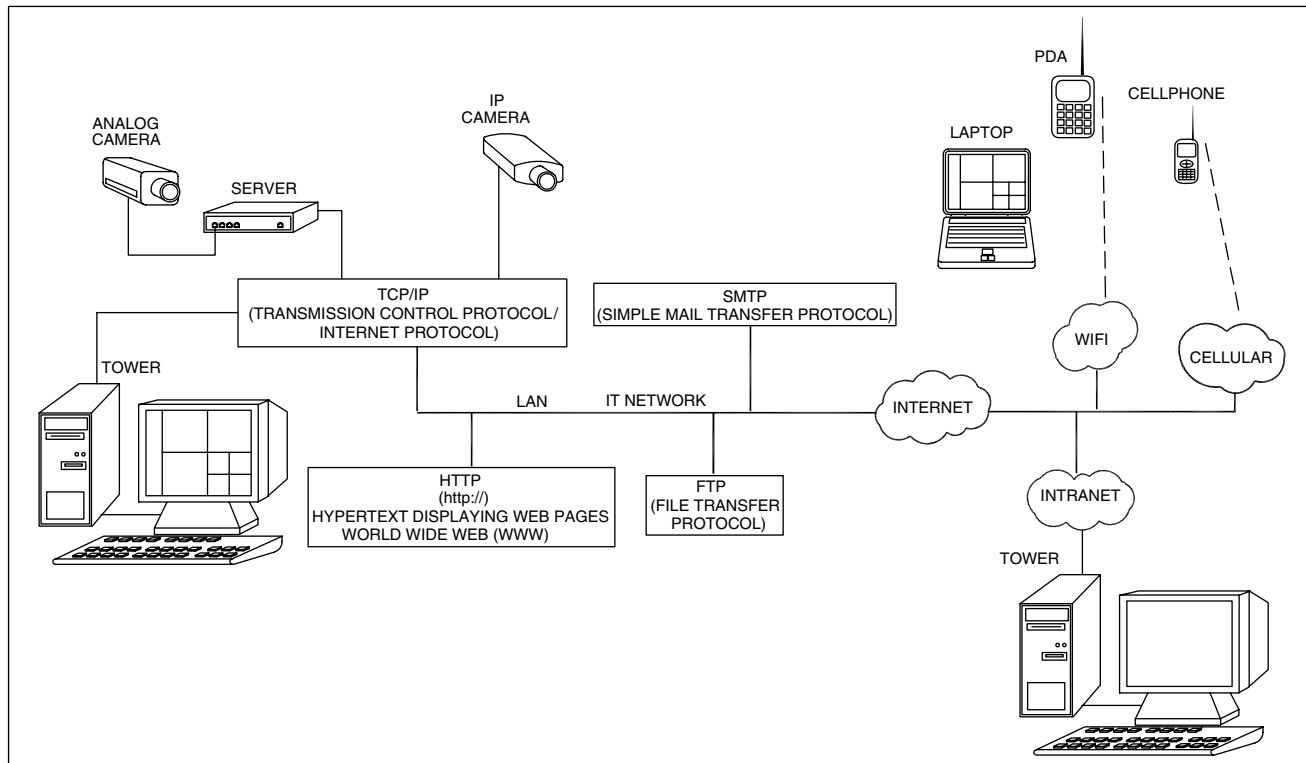 PDA
CELLPHONE
IP
CAMERA
ANALOG
CAMERA
LAPTOP
SERVER
TCP/IP
(TRANSMISSION CONTROL PROTOCOL/
INTERNET PROTOCOL)
SMTP
(SIMPLE MAIL TRANSFER PROTOCOL)
WIFI
CELLULAR
TOWER
LAN
IT NETWORK
INTERNET
HTTP
(http://)
HYPERTEXT DISPLAYING WEB PAGES
WORLD WIDE WEB (WWW)
FTP
(FILE TRANSFER
PROTOCOL)
INTRANET
TOWER